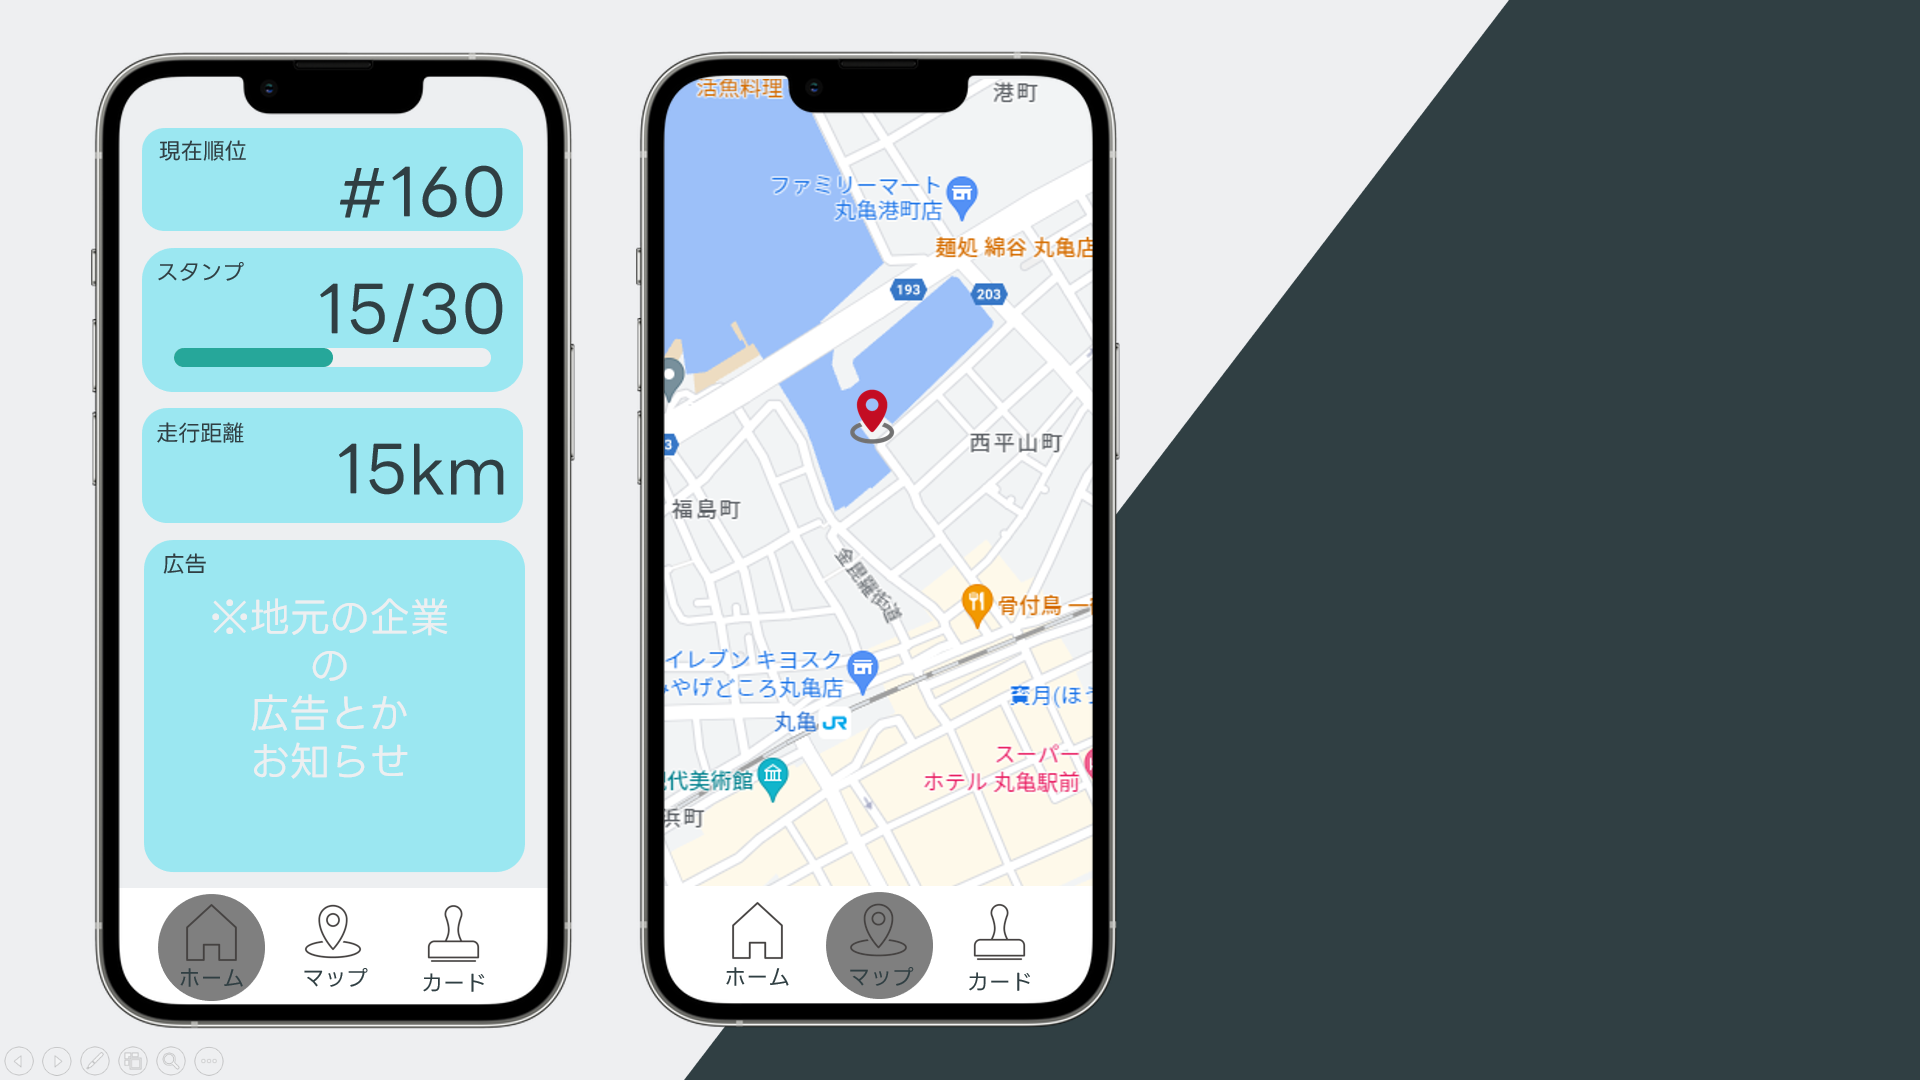 現在順位
#160
スタンプ
15/30
走行距離
15km
広告
※地元の企業
の
広告とか
お知らせ
ホーム
マップ
カード
活魚料理
港町
ファミリーマート
丸亀港町店
麺処 綿谷 丸亀店
193
203
3
西平山町
福島町
金毘羅街道
骨付鳥 一
イレブン キヨスク
みやげどころ丸亀店
丸亀 JR
寳月(ほう
スーパー
ホテル 丸亀駅前
代美術館
浜町
ホーム
マップ
カード